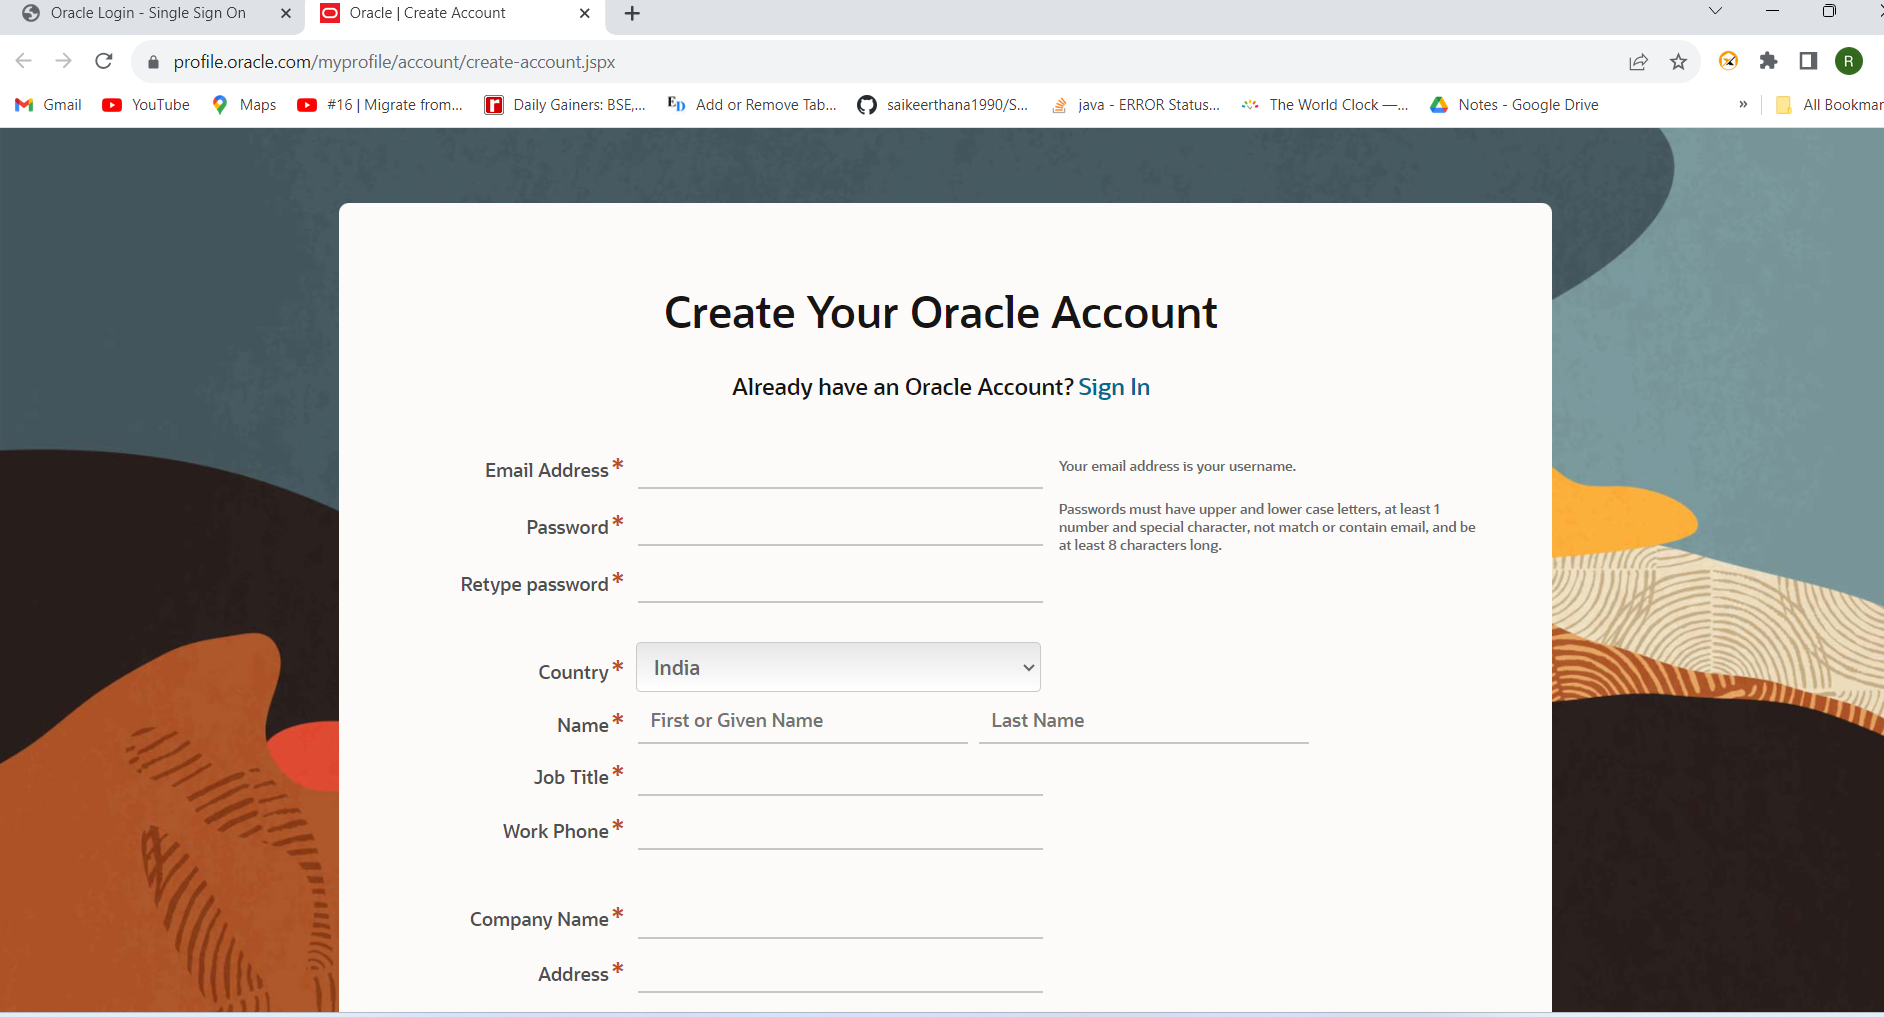 Oracle Login - Single Sign On
Oracle | Create Account
profile.oracle.com/myprofile/account/create-account.jspx
R
Gmail
YouTube
Maps
#16 | Migrate from...
Daily Gainers: BSE,...
Add or Remove Tab...
saikeerthana1990/S...
java - ERROR Status...
The World Clock —...
Notes - Google Drive
»
All Bookmar
Create Your Oracle Account
Already have an Oracle Account? Sign In
Email Address*
Your email address is your username.
Password*
Passwords must have upper and lower case letters, at least 1
number and special character, not match or contain email, and be
at least 8 characters long.
Retype password*
Country*
India
Name*
First or Given Name
Last Name
Job Title*
Work Phone*
Company Name*
Address*